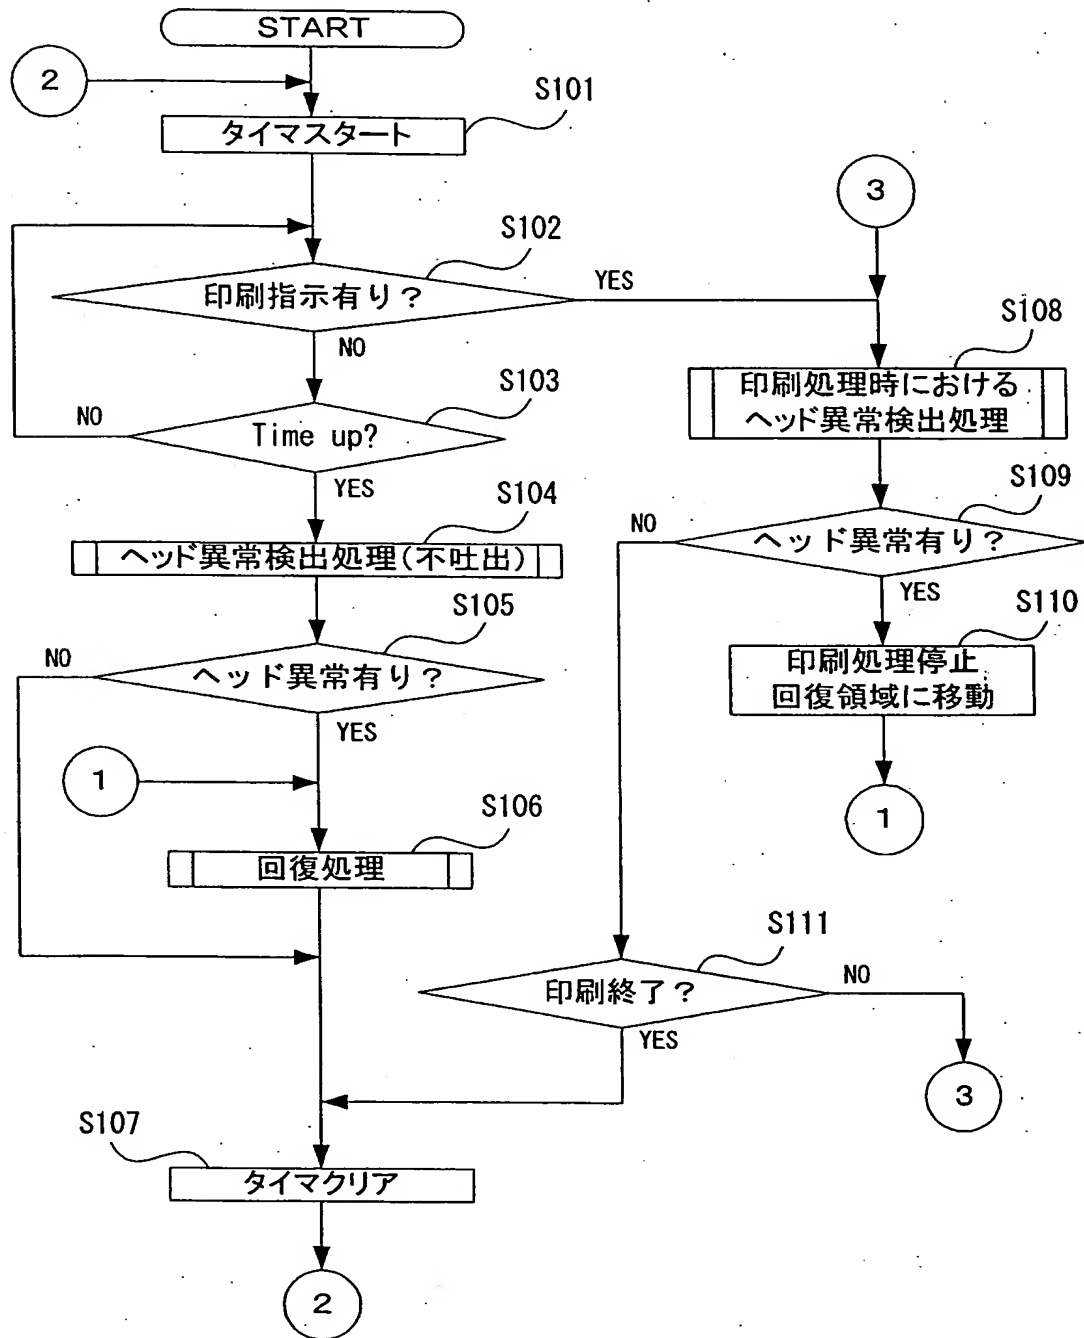 START
2
S101
タイマスタート
3
S102
印刷指示有り？
YES
NO
S108
印刷処理時における
ヘッド異常検出処理
S103
Time up?
NO
YES
S104
ヘッド異常検出処理(不吐出)
S109
ヘッド異常有り？
NO
YES
S105
ヘッド異常有り？
NO
YES
S110
印刷処理停止
回復領域に移動
1
1
S106
回復処理
S111
印刷終了？
NO
YES
3
S107
タイマクリア
2